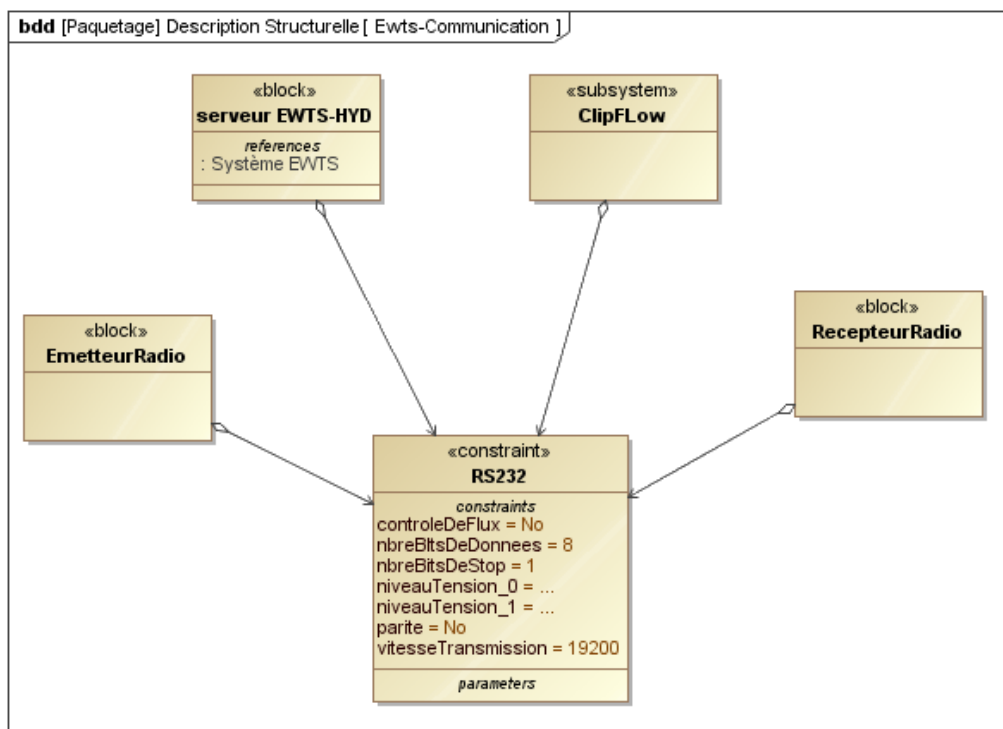 bdd [Paquetage] Description Structurelle [ Ewts-Communication ]
«block»
serveur EWTS-HYD
references
: Système EWTS
«subsystem»
ClipFLow
«block»
EmetteurRadio
«block»
RecepteurRadio
«constraint»
RS232
constraints
controleDeFlux = No
nbreBItsDeDonnees = 8
nbreBitsDeStop = 1
niveauTension_0 = ...
niveauTension_1 = ...
parite = No
vitesseTransmission = 19200
parameters